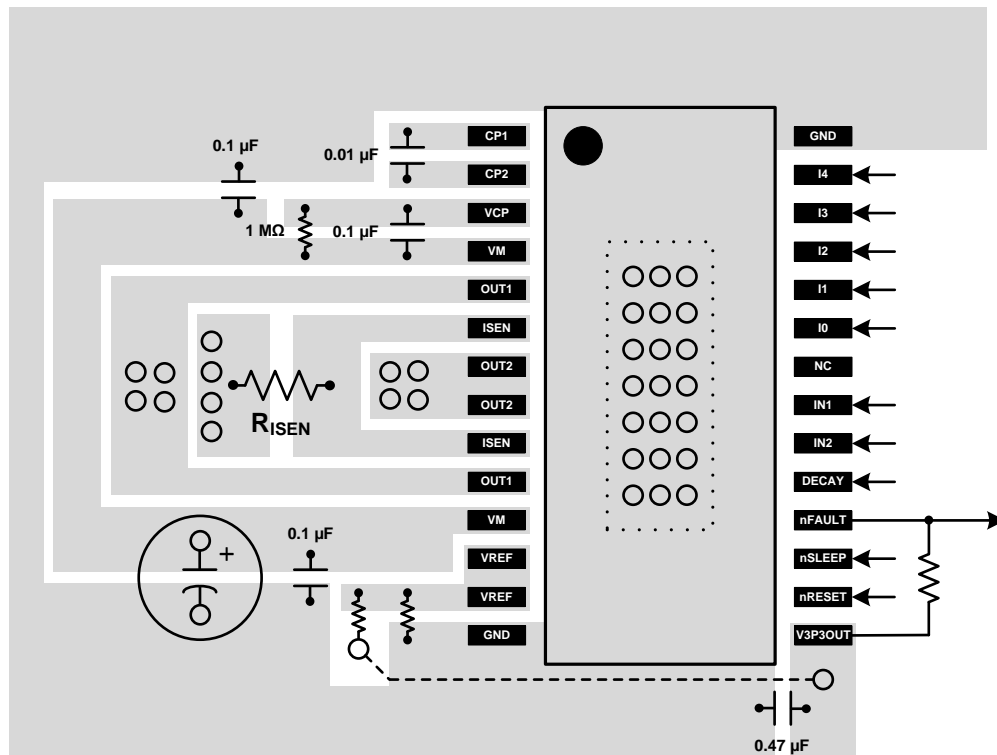 CP1
GND
0.1 µF
0.01 µF
CP2
I4
VCP
I3
1 MΩ
0.1 µF
VM
I2
OUT1
I1
ISEN
I0
OUT2
NC
RISEN
OUT2
IN1
ISEN
IN2
OUT1
DECAY
VM
nFAULT
0.1 µF
+
VREF
nSLEEP
VREF
nRESET
GND
V3P3OUT
0.47 µF